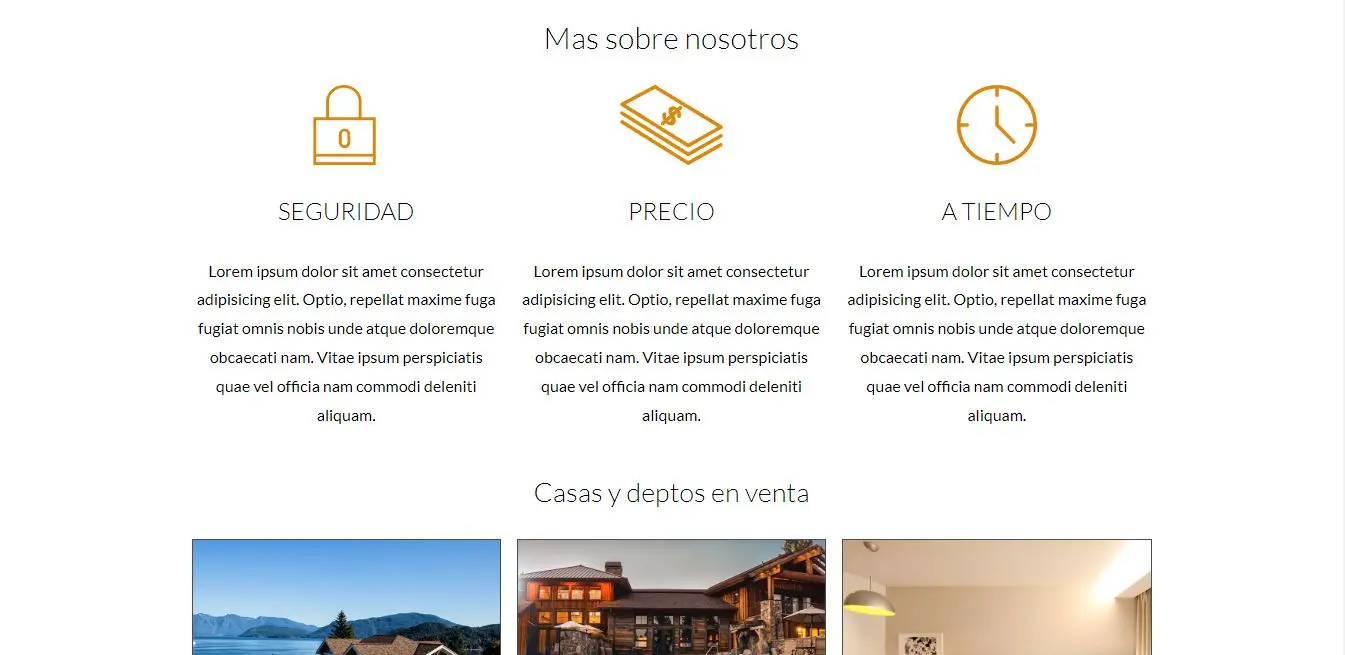 Mas sobre nosotros
SEGURIDAD
PRECIO
A TIEMPO
Lorem ipsum dolor sit amet consectetur
adipisicing elit. Optio, repellat maxime fuga
fugiat omnis nobis unde atque doloremque
obcaecati nam. Vitae ipsum perspiciatis
quae vel officia nam commodi deleniti
aliquam.
Lorem ipsum dolor sit amet consectetur
adipisicing elit. Optio, repellat maxime fuga
fugiat omnis nobis unde atque doloremque
obcaecati nam. Vitae ipsum perspiciatis
quae vel officia nam commodi deleniti
aliquam.
Lorem ipsum dolor sit amet consectetur
adipisicing elit. Optio, repellat maxime fuga
fugiat omnis nobis unde atque doloremque
obcaecati nam. Vitae ipsum perspiciatis
quae vel officia nam commodi deleniti
aliquam.
Casas y deptos en venta